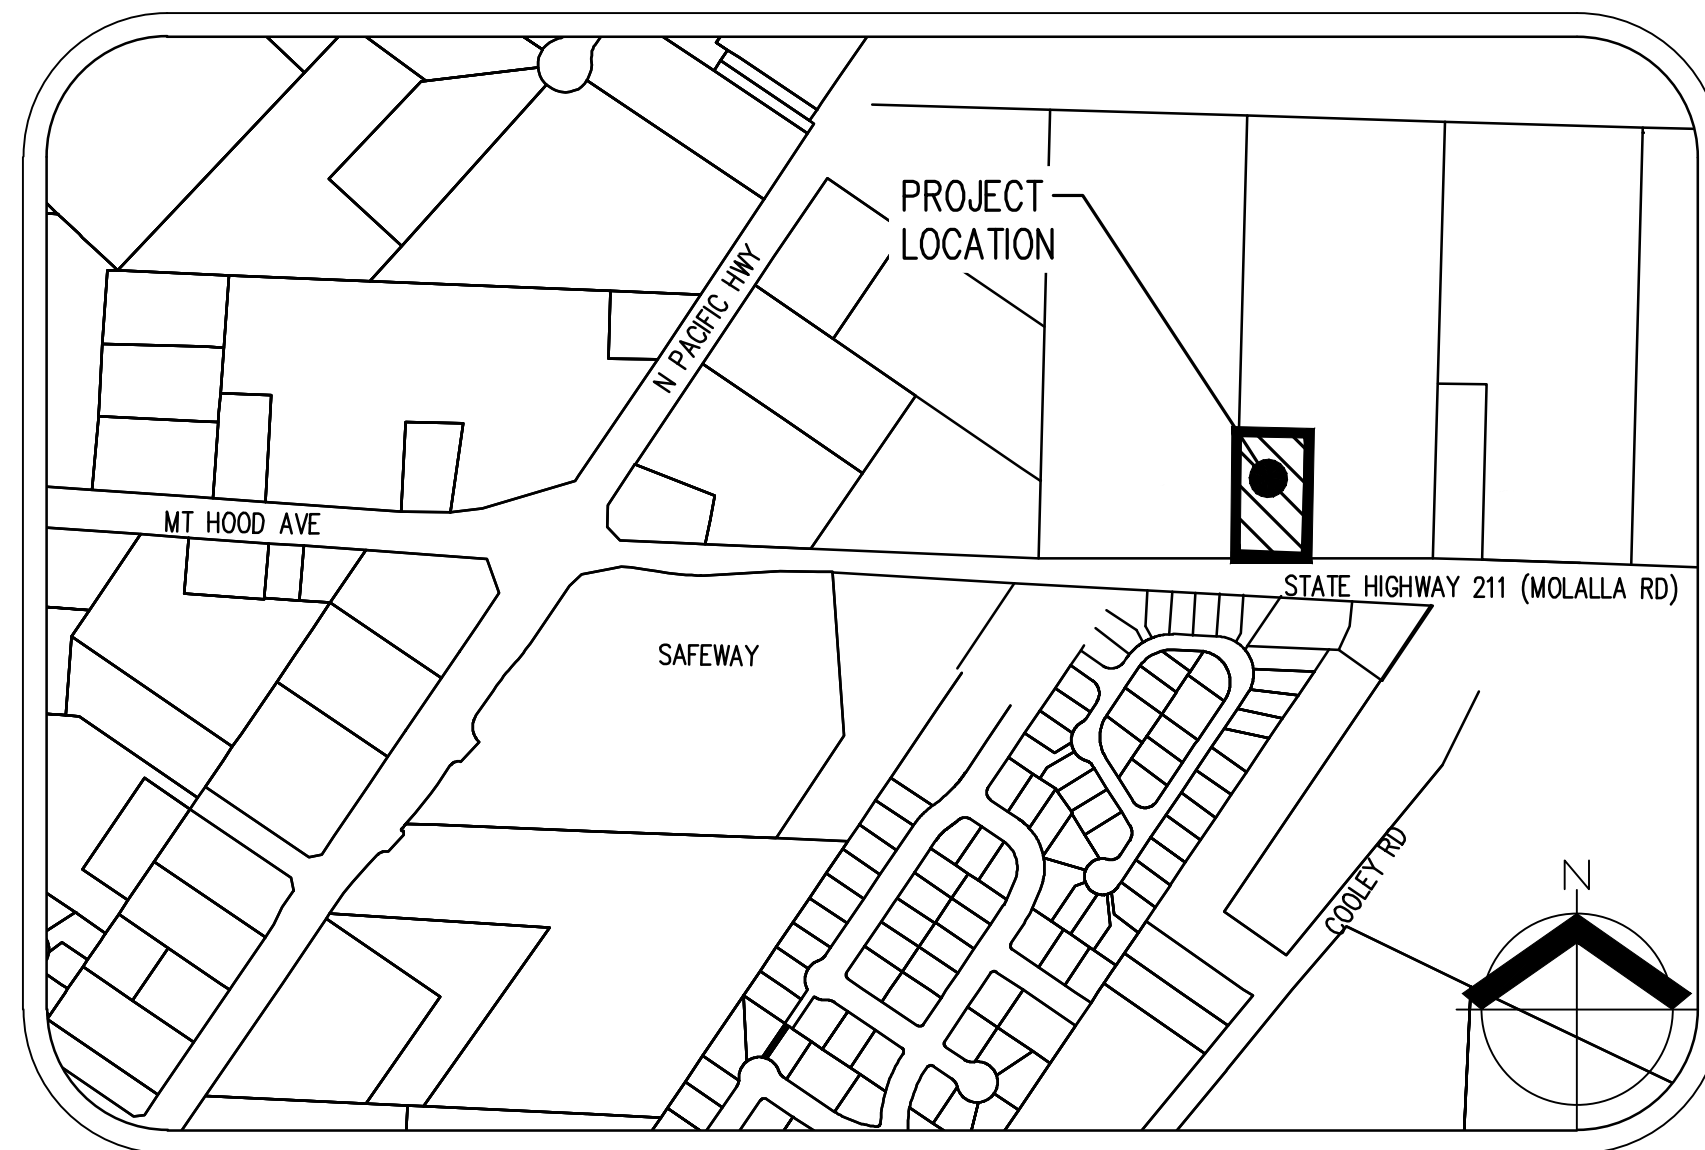 PROJECT
LOCATION
N PACIFIC HWY
MT HOOD AVE
STATE HIGHWAY 211 (MOLALLA RD)
SAFEWAY
COOLEY RD
N